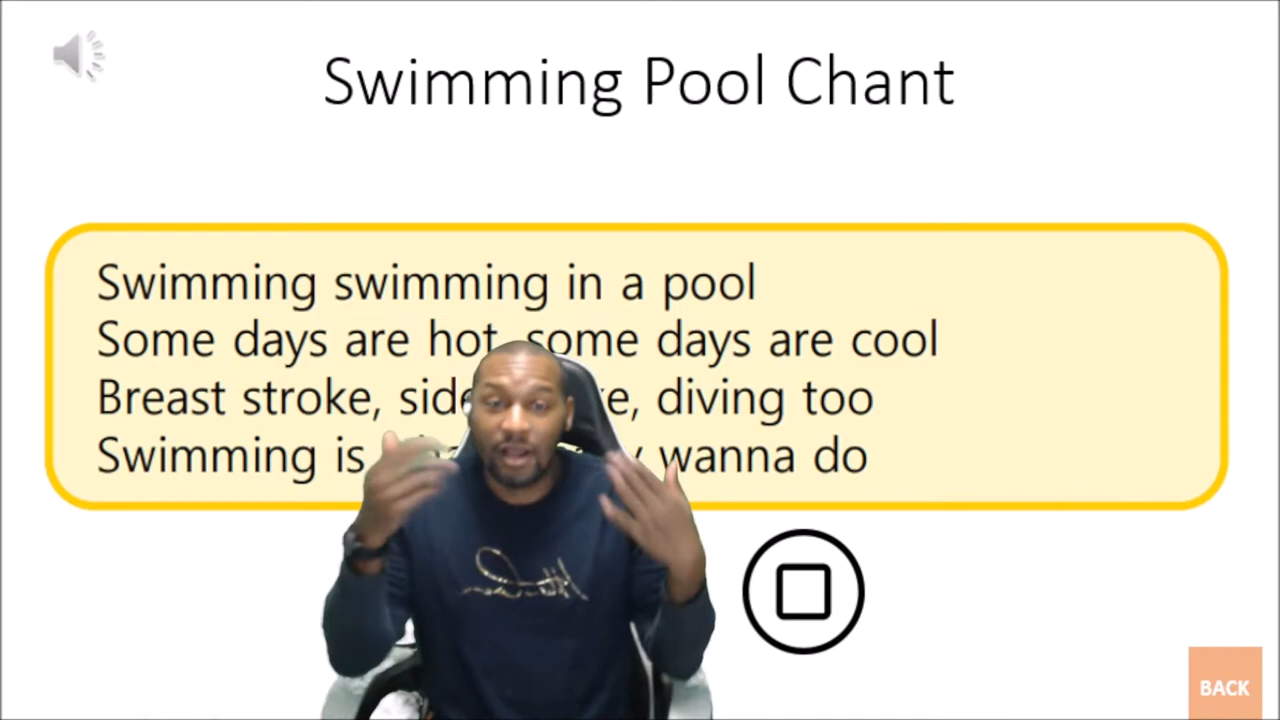 Swimming Pool Chant
Swimming swimming in a pool
Some days are hot, some days are cool
Breast stroke, side diving too
Swimming is wanna do
BACK